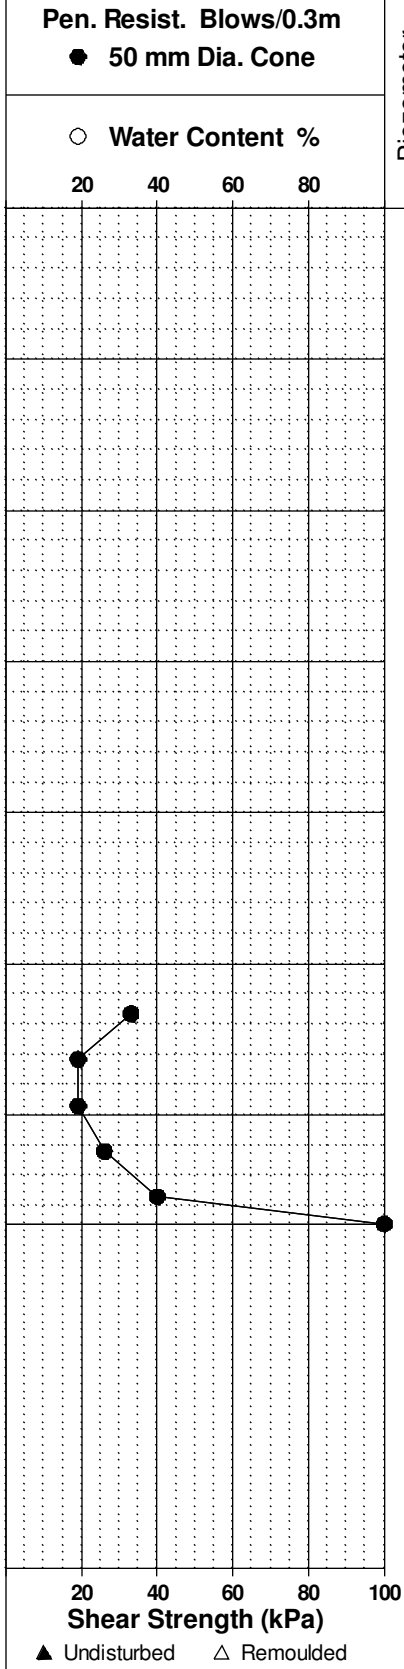 Pen. Resist. Blows/0.3m
● 50 mm Dia. Cone
○ Water Content %
20 40 60 80
20 40 60 80 100
Shear Strength (kPa)
▲ Undisturbed △ Remoulded